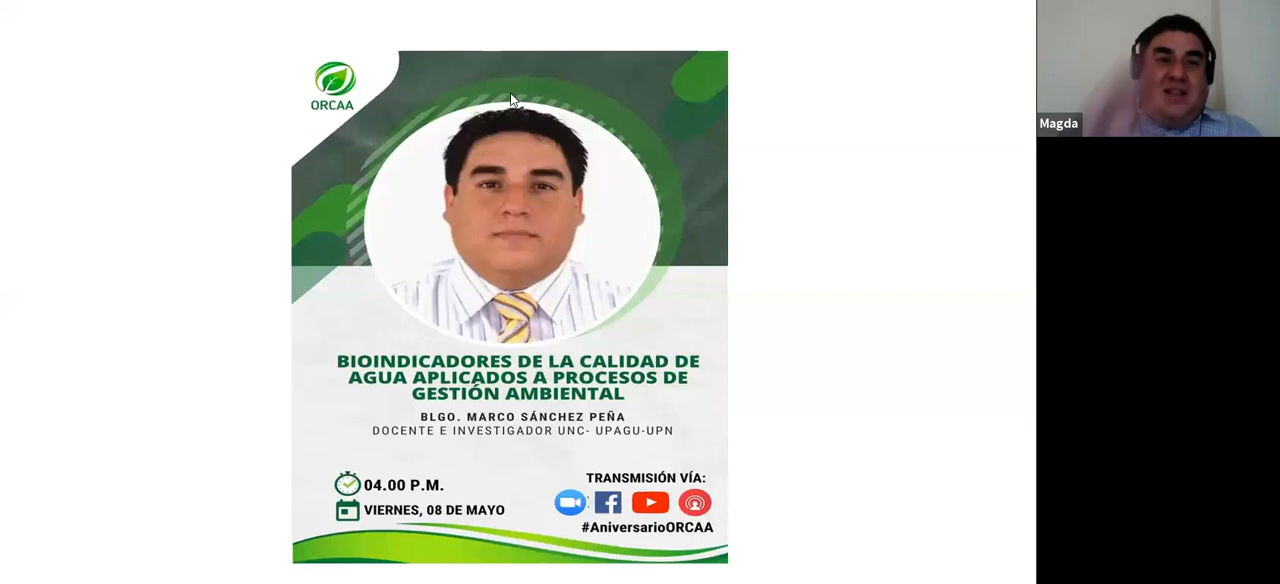 ORCAA
BIOINDICADORES DE LA CALIDAD DE
AGUA APLICADOS A PROCESOS DE
GESTIÓN AMBIENTAL
BLGO. MARCO SÁNCHEZ PEÑA
DOCENTE E INVESTIGADOR UNC- UPAGU-UPN
04.00 P.M.
VIERNES, 08 DE MAYO
TRANSMISIÓN VÍA:
#AniversarioORCAA
Magda